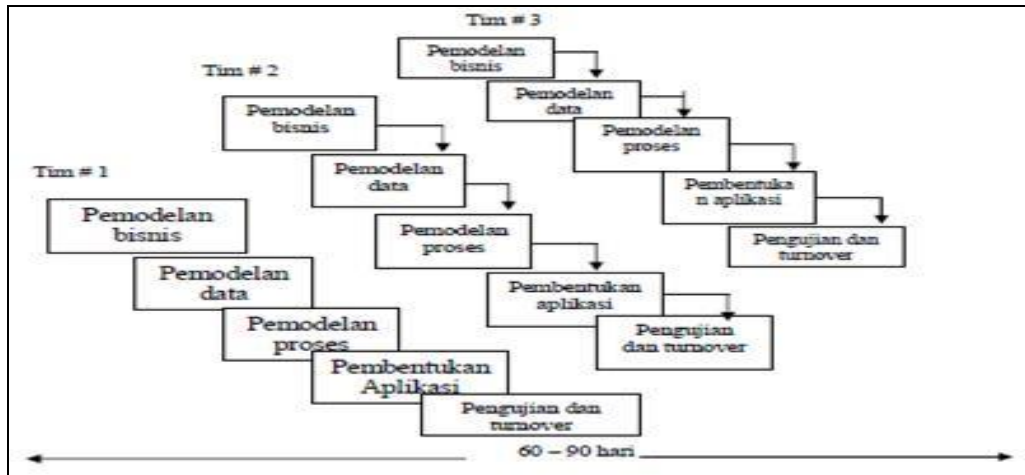 Tim # 3
Pemodelan
bisnis
Pemodelan
data
Pemodelan
proses
Pembentuka
n aplikasi
Pengujian dan
turnover
Tim # 2
Pemodelan
bisnis
Pemodelan
data
Pemodelan
proses
Pembentukan
aplikasi
Pengujian
dan turnover
Tim # 1
Pemodelan
bisnis
Pemodelan
data
Pemodelan
proses
Pembentukan
Aplikasi
Pengujian dan
turnover
60 – 90 hari